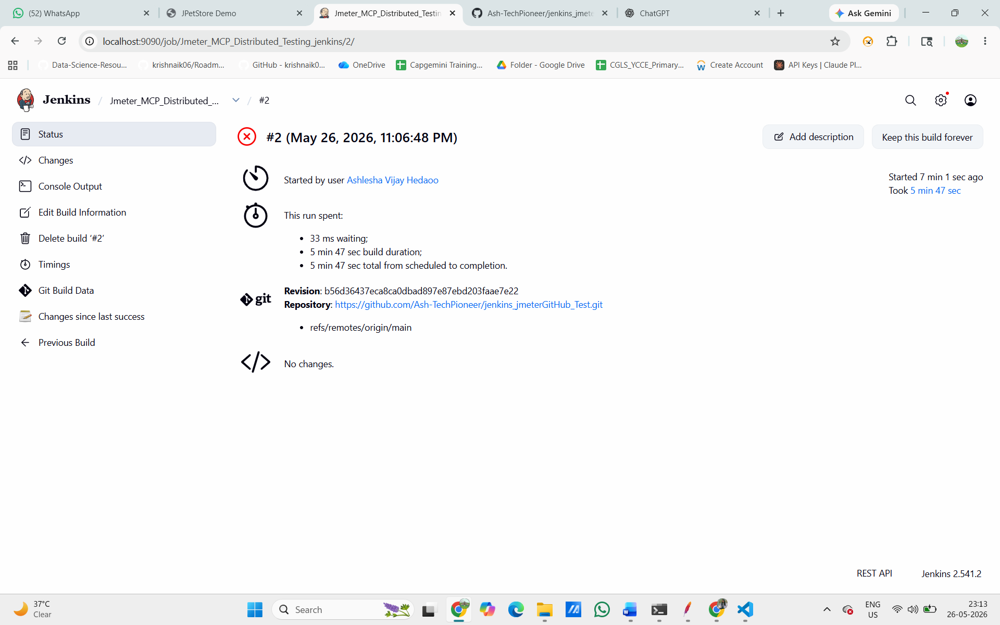 (52) WhatsApp
JPetStore Demo
Jmeter_MCP_Distributed_Testin
Ash-TechPioneer/jenkins_jmete
ChatGPT
Ask Gemini
localhost:9090/job/Jmeter_MCP_Distributed_Testing_jenkins/2/
Data-Science-Resou...
krishnaik06/Roadm...
GitHub - krishnaik0...
OneDrive
Capgemini Training...
Folder - Google Drive
CGLS_YCCE_Primary...
Create Account
API Keys | Claude Pl...
Jenkins / Jmeter_MCP_Distributed_... / #2
Status
Changes
Console Output
Edit Build Information
Delete build ‘#2’
Timings
Git Build Data
Changes since last success
Previous Build
#2 (May 26, 2026, 11:06:48 PM)
Add description
Keep this build forever
Started by user Ashlesha Vijay Hedaoo
Started 7 min 1 sec ago
Took 5 min 47 sec
This run spent:
33 ms waiting;
5 min 47 sec build duration;
5 min 47 sec total from scheduled to completion.
git
Revision: b56d36437eca8ca0dbad897e87ebd203faae7e22
Repository: https://github.com/Ash-TechPioneer/jenkins_jmeterGitHub_Test.git
refs/remotes/origin/main
No changes.
REST API
Jenkins 2.541.2
37°C
Clear
Search
ENG
US
23:13
26-05-2026